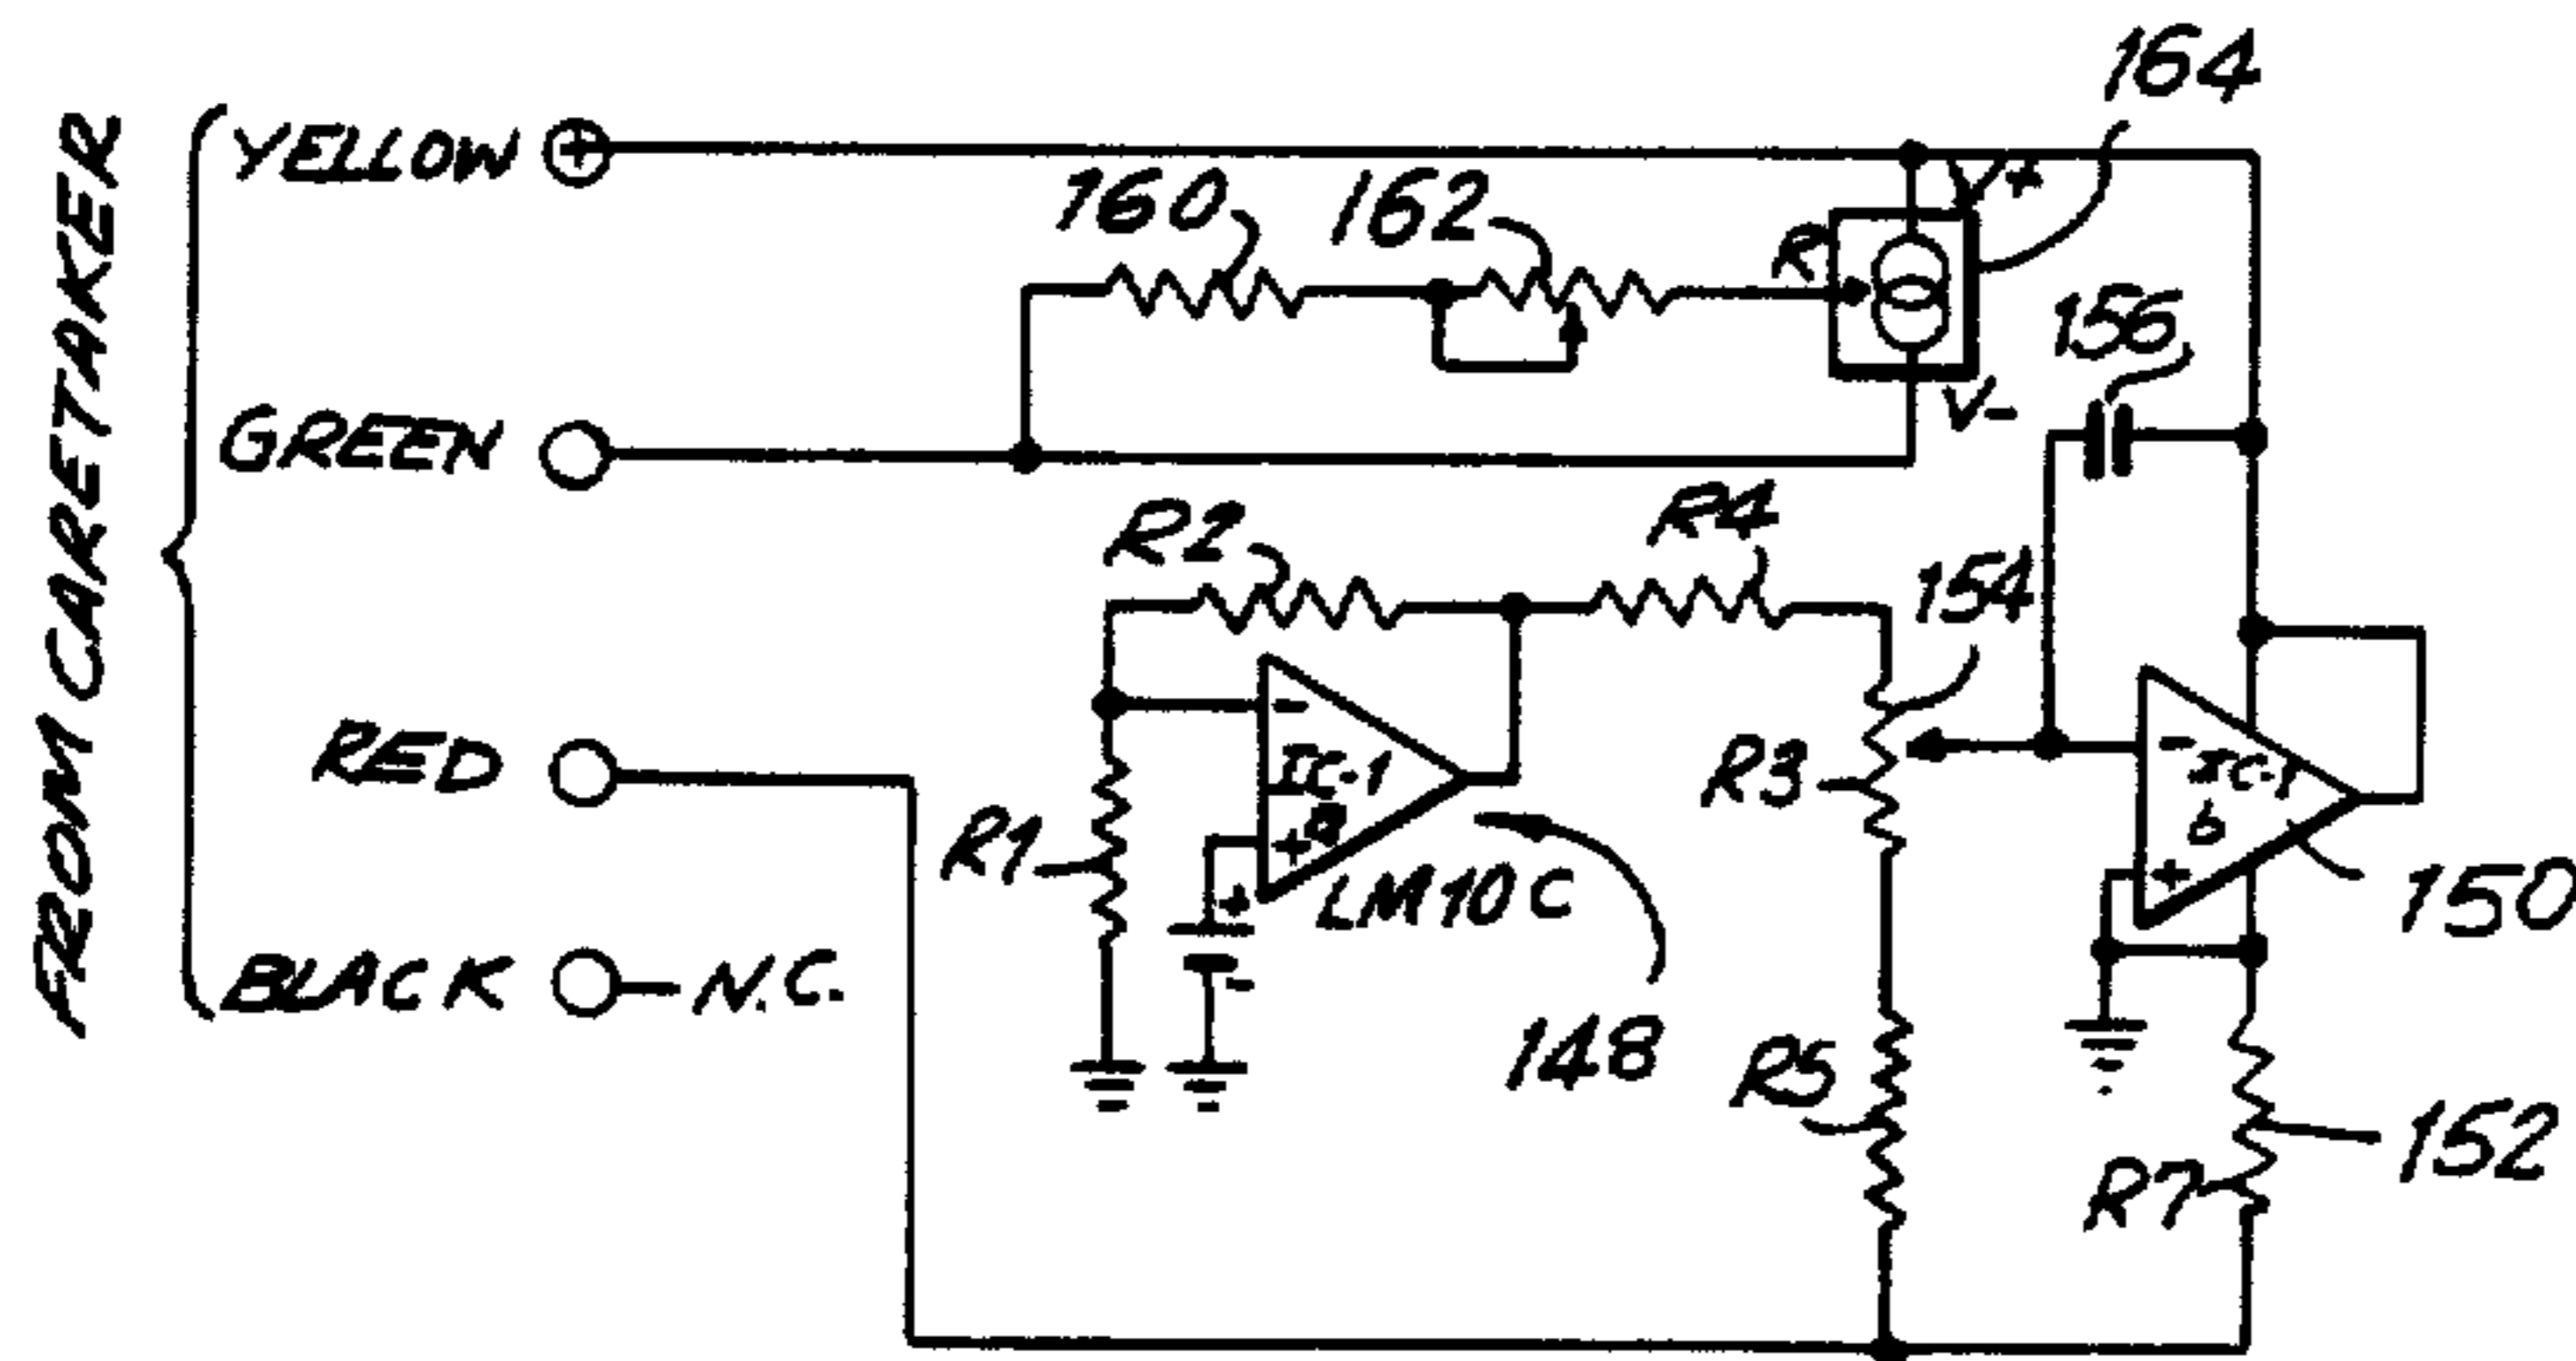 164
YELLOW +
160
162
V+
R
156
V-
FROM CARETAKER
GREEN
R2
R4
154
RED
R1
-
IC-1
a
+
LM10C
R3
-
IC-1
b
+
150
+
-
BLACK
N.C.
148
R5
152
R7